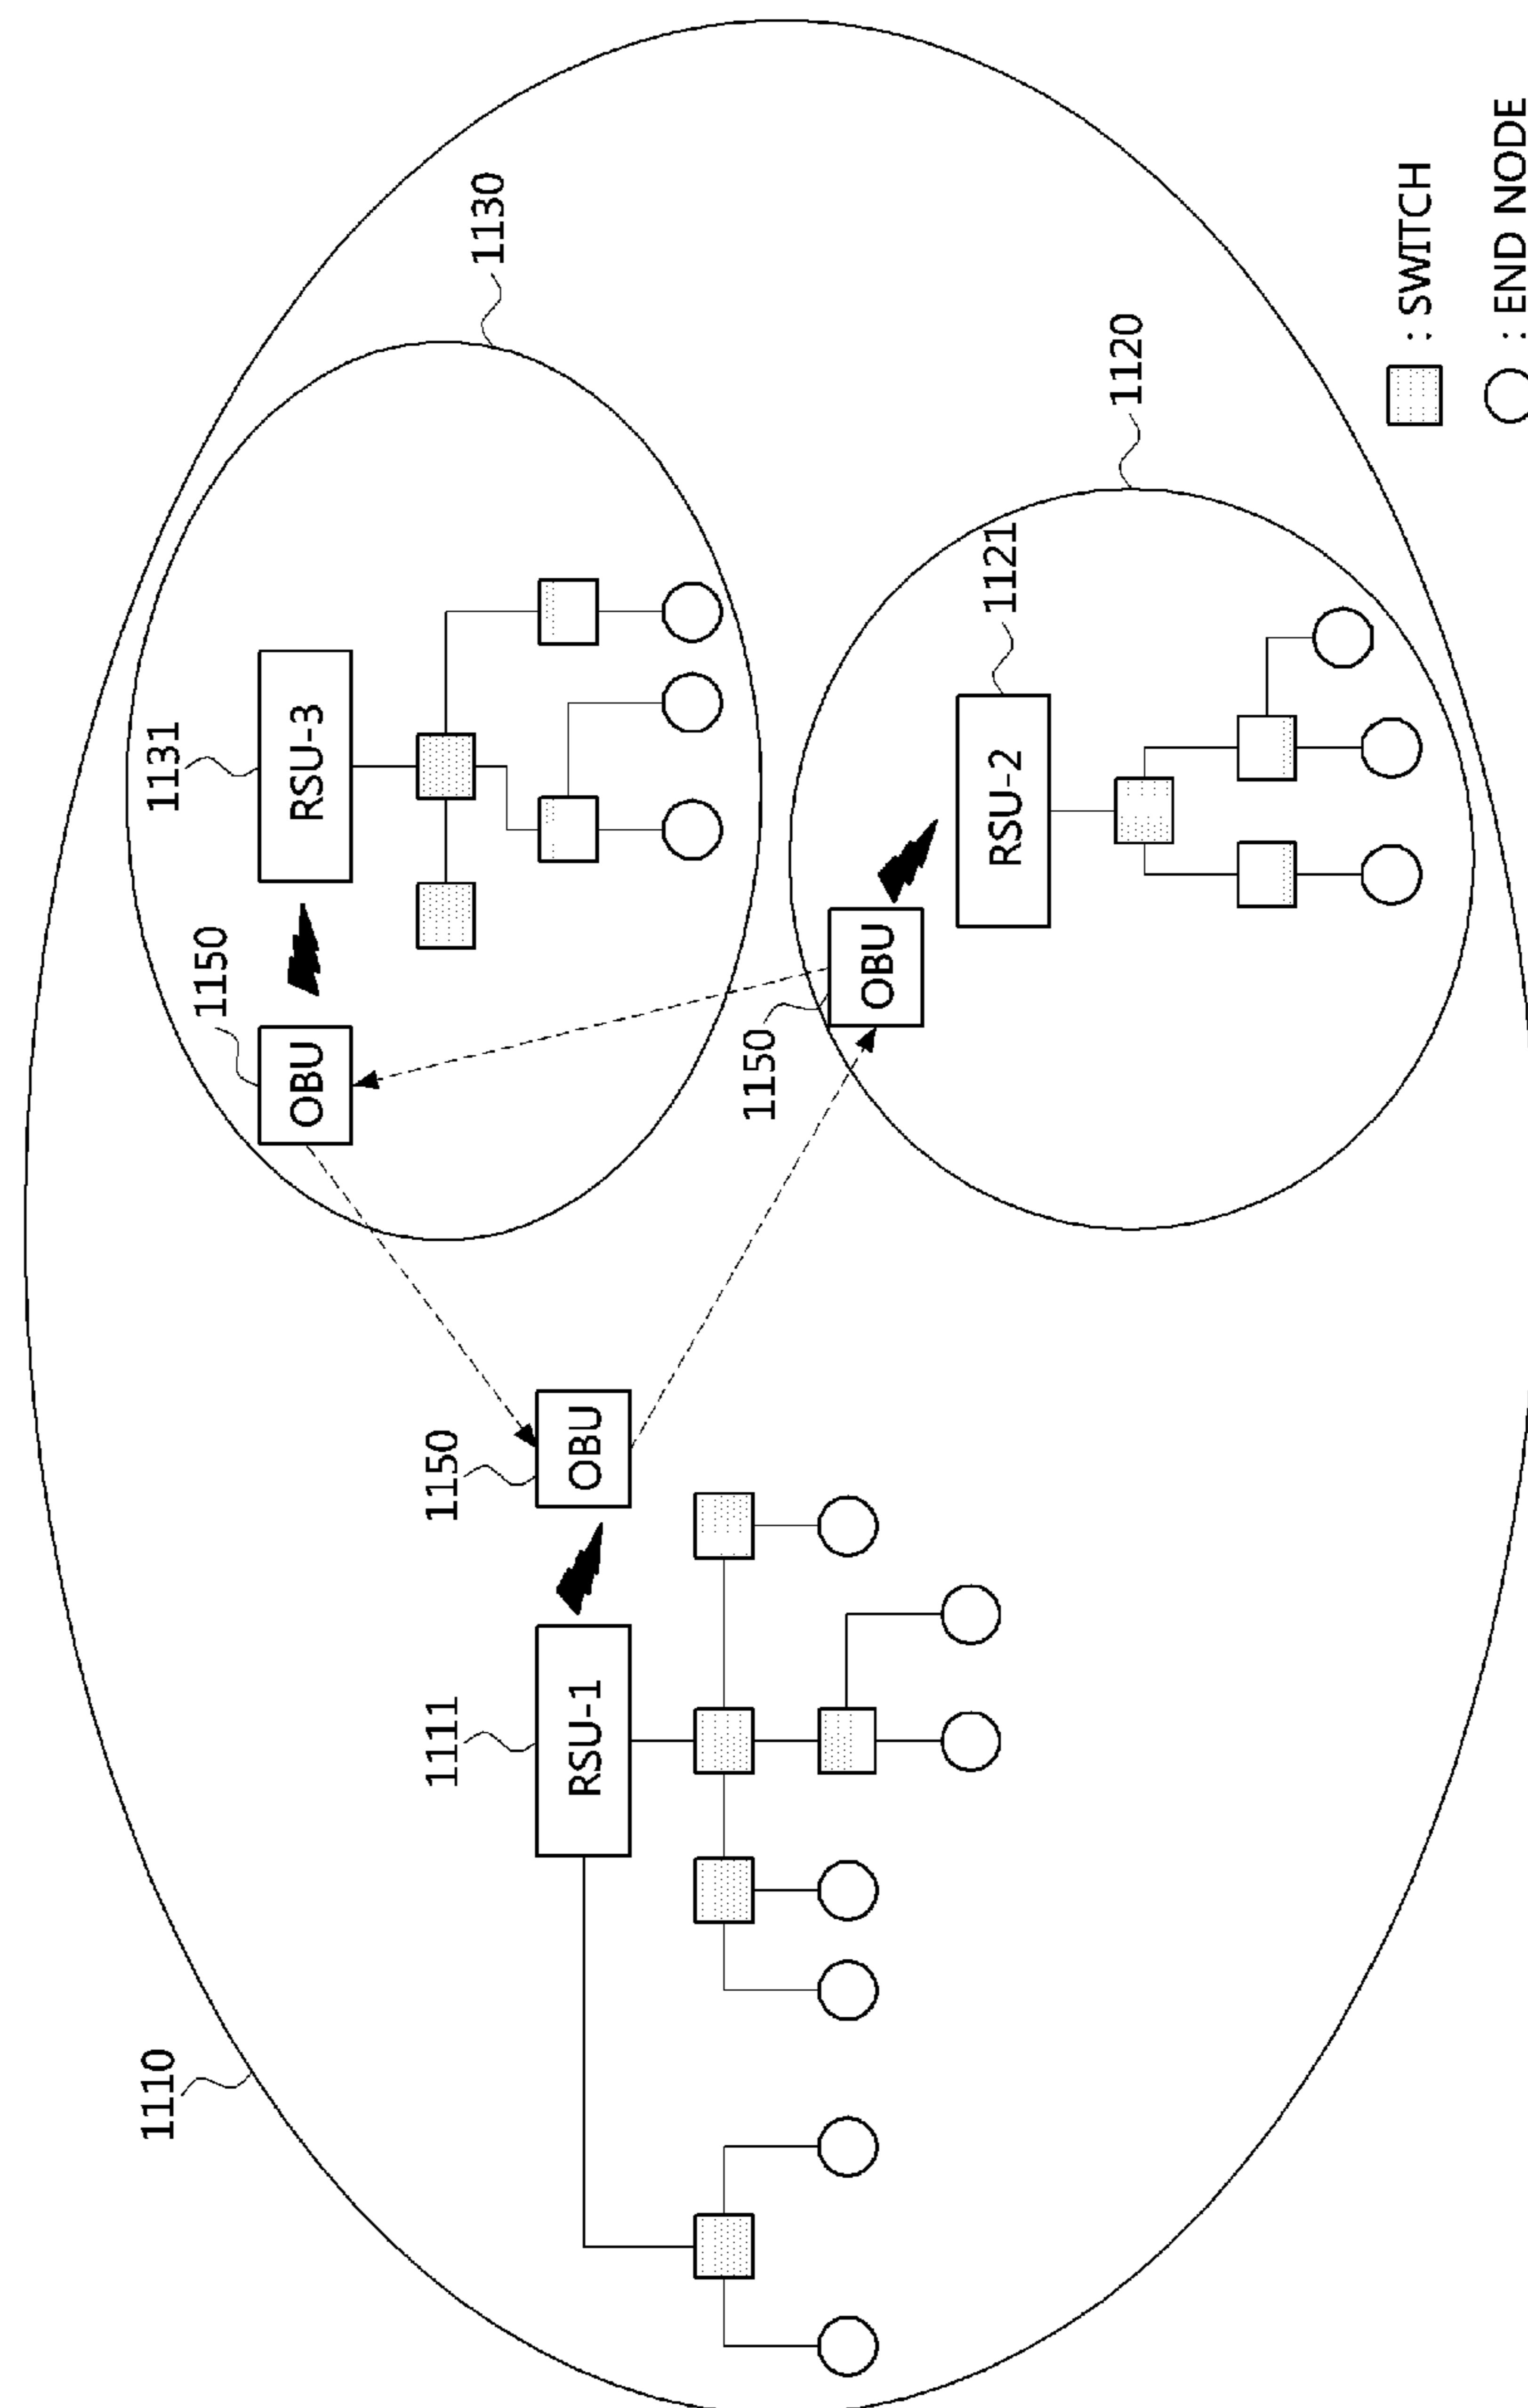 1110
1111
RSU-1
1150
OBU
1131
RSU-3
1150
OBU
1130
1150
OBU
1121
RSU-2
1120
: SWITCH
: END NODE